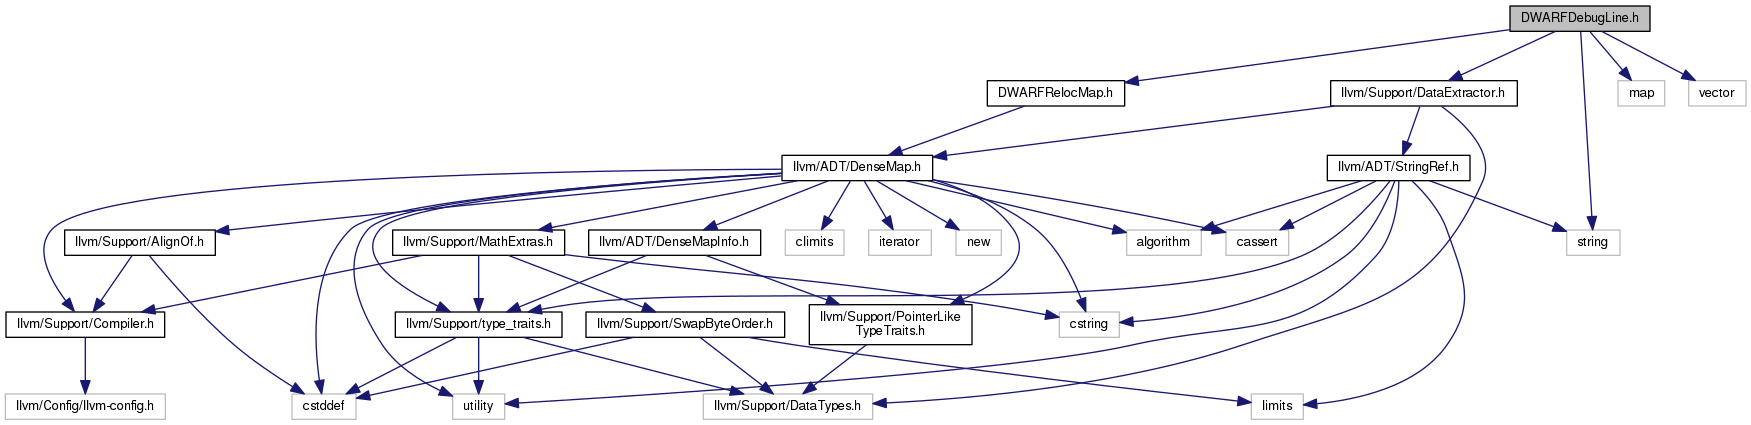 DWARFDebugLine.h
DWARFRelocMap.h
llvm/Support/DataExtractor.h
map
vector
llvm/ADT/DenseMap.h
llvm/ADT/StringRef.h
llvm/Support/AlignOf.h
llvm/Support/MathExtras.h
llvm/ADT/DenseMapInfo.h
climits
iterator
new
algorithm
cassert
string
llvm/Support/Compiler.h
llvm/Support/type_traits.h
llvm/Support/SwapByteOrder.h
llvm/Support/PointerLike
TypeTraits.h
cstring
llvm/Config/llvm-config.h
cstddef
utility
llvm/Support/DataTypes.h
limits